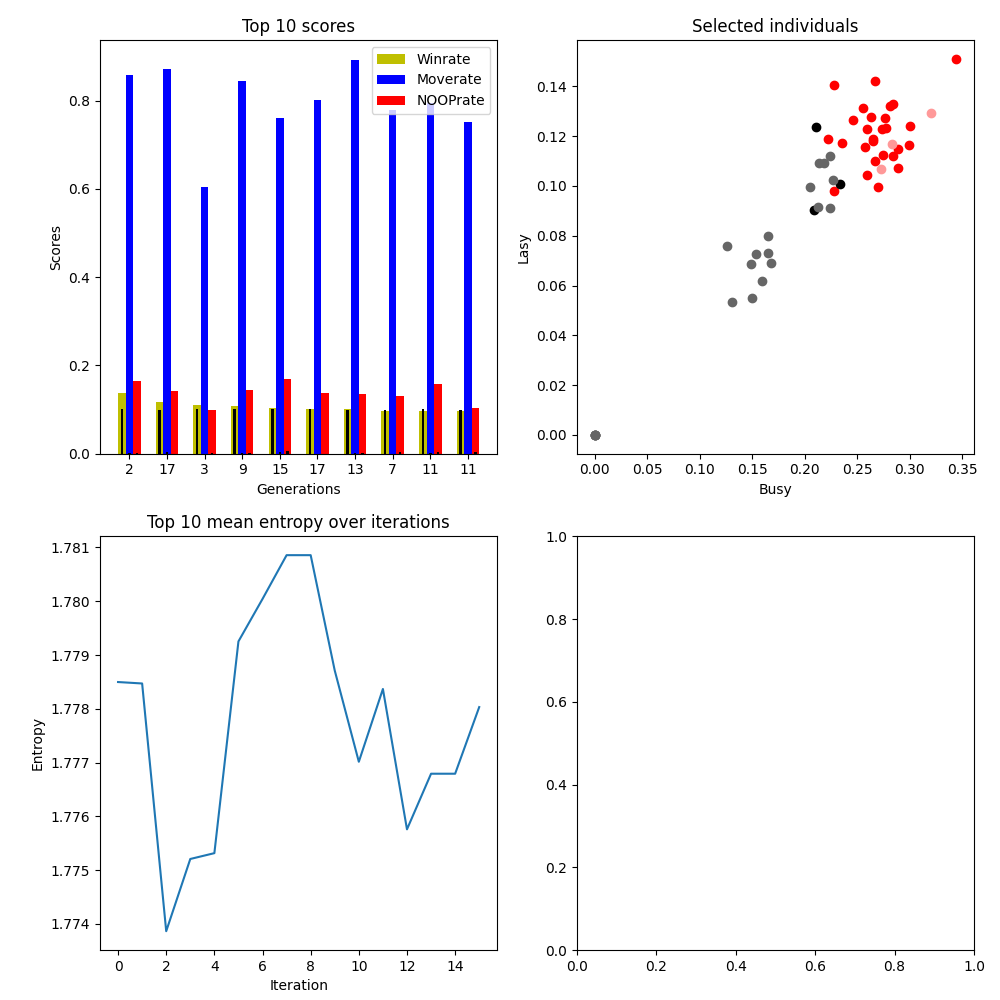 Top 10 scores
Winrate
Moverate
NOOPrate
0.8
0.6
0.4
0.2
0.0
Scores
2 17 3 9 15 17 13 7 11 11
Generations
Selected individuals
0.14
0.12
0.10
0.08
0.06
0.04
0.02
0.00
Lasy
0.00 0.05 0.10 0.15 0.20 0.25 0.30 0.35
Busy
Top 10 mean entropy over iterations
1.781
1.780
1.779
1.778
1.777
1.776
1.775
1.774
Entropy
0 2 4 6 8 10 12 14
Iteration
1.0
0.8
0.6
0.4
0.2
0.0
0.0 0.2 0.4 0.6 0.8 1.0